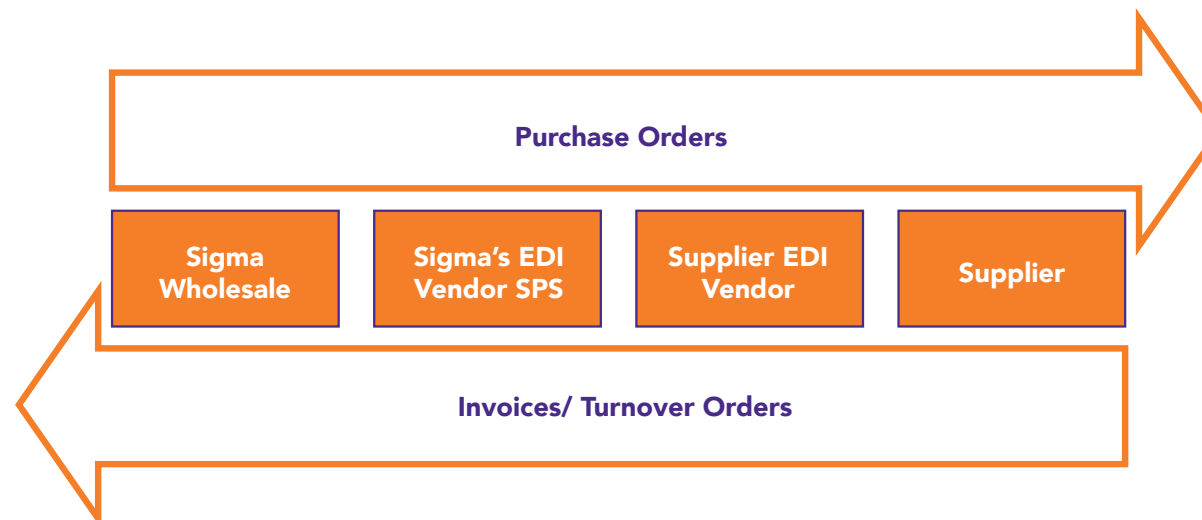 Purchase Orders
Sigma
Wholesale
Sigma’s EDI
Vendor SPS
Supplier EDI
Vendor
Supplier
Invoices/ Turnover Orders